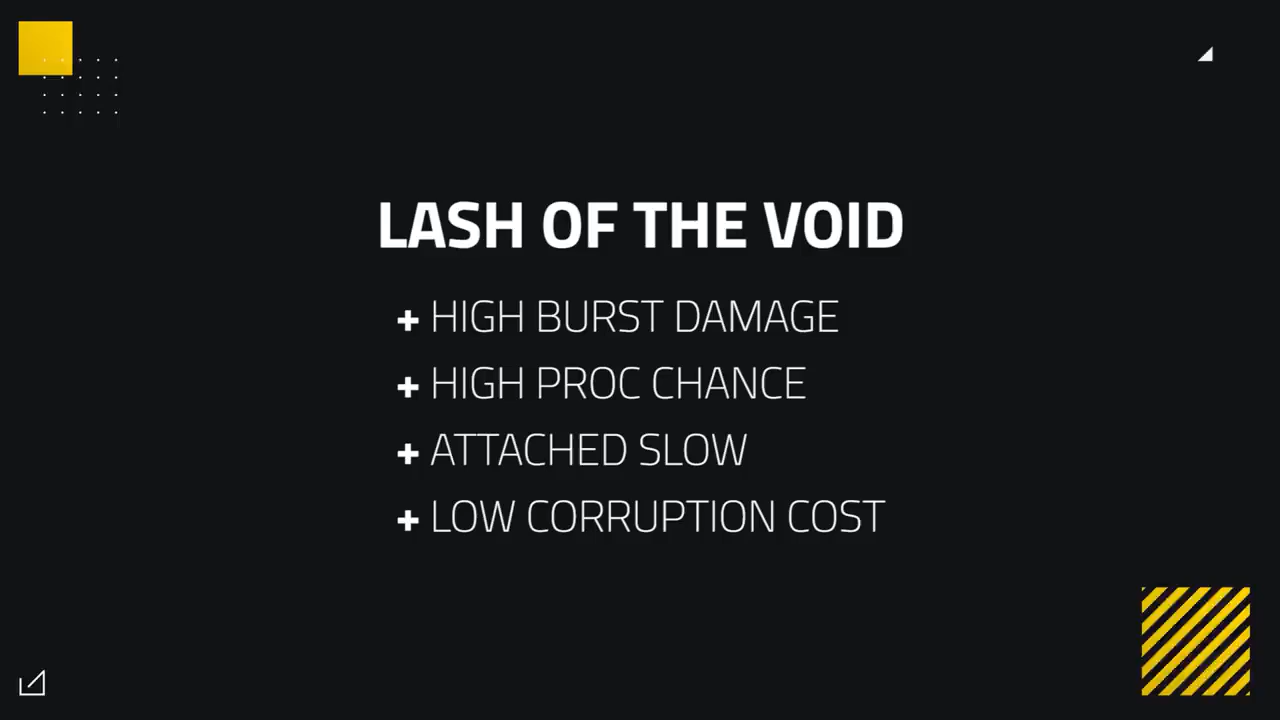 LASH OF THE VOID
+ HIGH BURST DAMAGE
+ HIGH PROC CHANCE
+ ATTACHED SLOW
+ LOW CORRUPTION COST